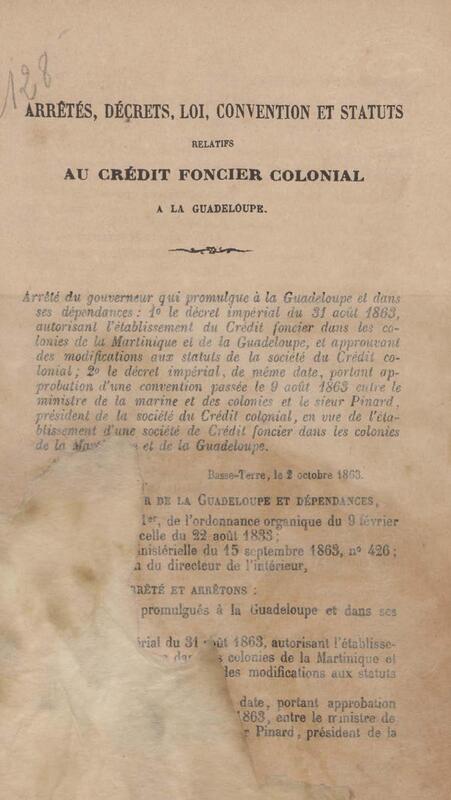 128
ARRÊTÉS, DÉCRETS, LOI, CONVENTION ET STATUTS
RELATIFS
AU CRÉDIT FONCIER COLONIAL
A LA GUADELOUPE.
Arrêté du gouverneur qui promulgue à la Guadeloupe et dans
ses dépendances : 1º le décret impérial du 31 août 1863,
autorisant l'établissement du Crédit foncier dans les co-
lonies de la Martinique et de la Guadeloupe, et approuvant
des modifications aux statuts de la société du Crédit co-
lonial ; 2º le décret impérial, de même date, portant ap-
probation d'une convention passée le 9 août 1863 entre le
ministre de la marine et des colonies et le sieur Pinard,
président de la société du Crédit colonial, en vue de l'éta-
blissement d'une société de Crédit foncier dans les colonies
de la et de la Guadeloupe.
Basse-Terre, le 2 octobre 1863.
R DE LA GUADELOUPE ET DÉPENDANCES,
1er, de l'ordonnance organique du 9 février
celle du 22 août 1833 ;
inistérielle du 15 septembre 1863, nº 426 ;
du directeur de l'intérieur,
RRÊTÉ ET ARRÊTONS :
promulgués à la Guadeloupe et dans ses
érial du 31 août 1863, autorisant l'établisse-
colonies de la Martinique et
les modifications aux statuts
date, portant approbation
1863, entre le ministre de
r Pinard, président de la